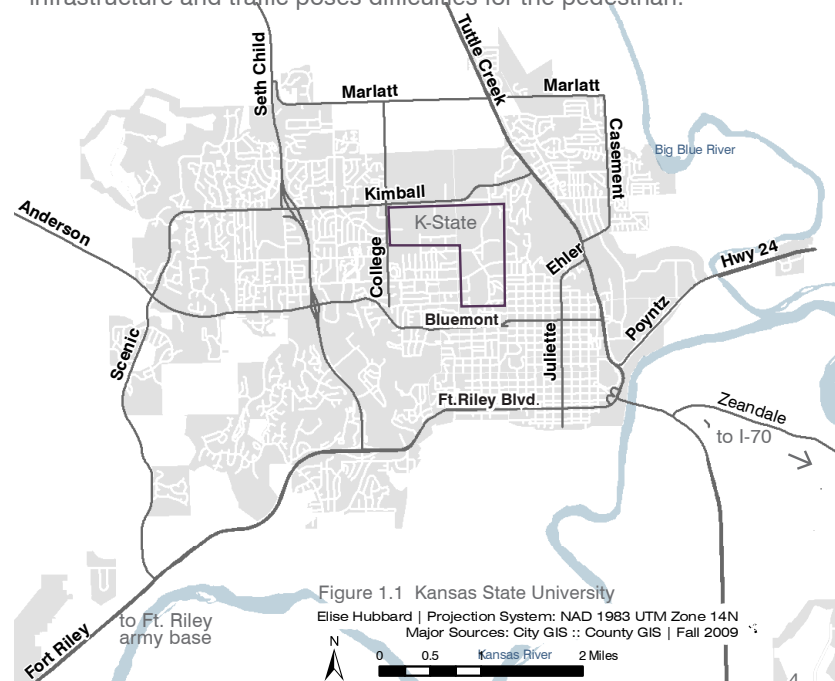 infrastructure and traffic poses difficulties for the pedestrian.
Seth Child
Tuttle Creek
Marlatt
Marlatt
Casement
Big Blue River
Kimball
K-State
Anderson
College
Ehler
Hwy 24
Scenic
Bluemont
Juliette
Poyntz
Ft.Riley Blvd.
Zeandale
to I-70
Figure 1.1 Kansas State University
Elise Hubbard | Projection System: NAD 1983 UTM Zone 14N
Major Sources: City GIS :: County GIS | Fall 2009
to Ft. Riley
army base
Fort Riley
N
0 0.5 1 2 Miles
Kansas River